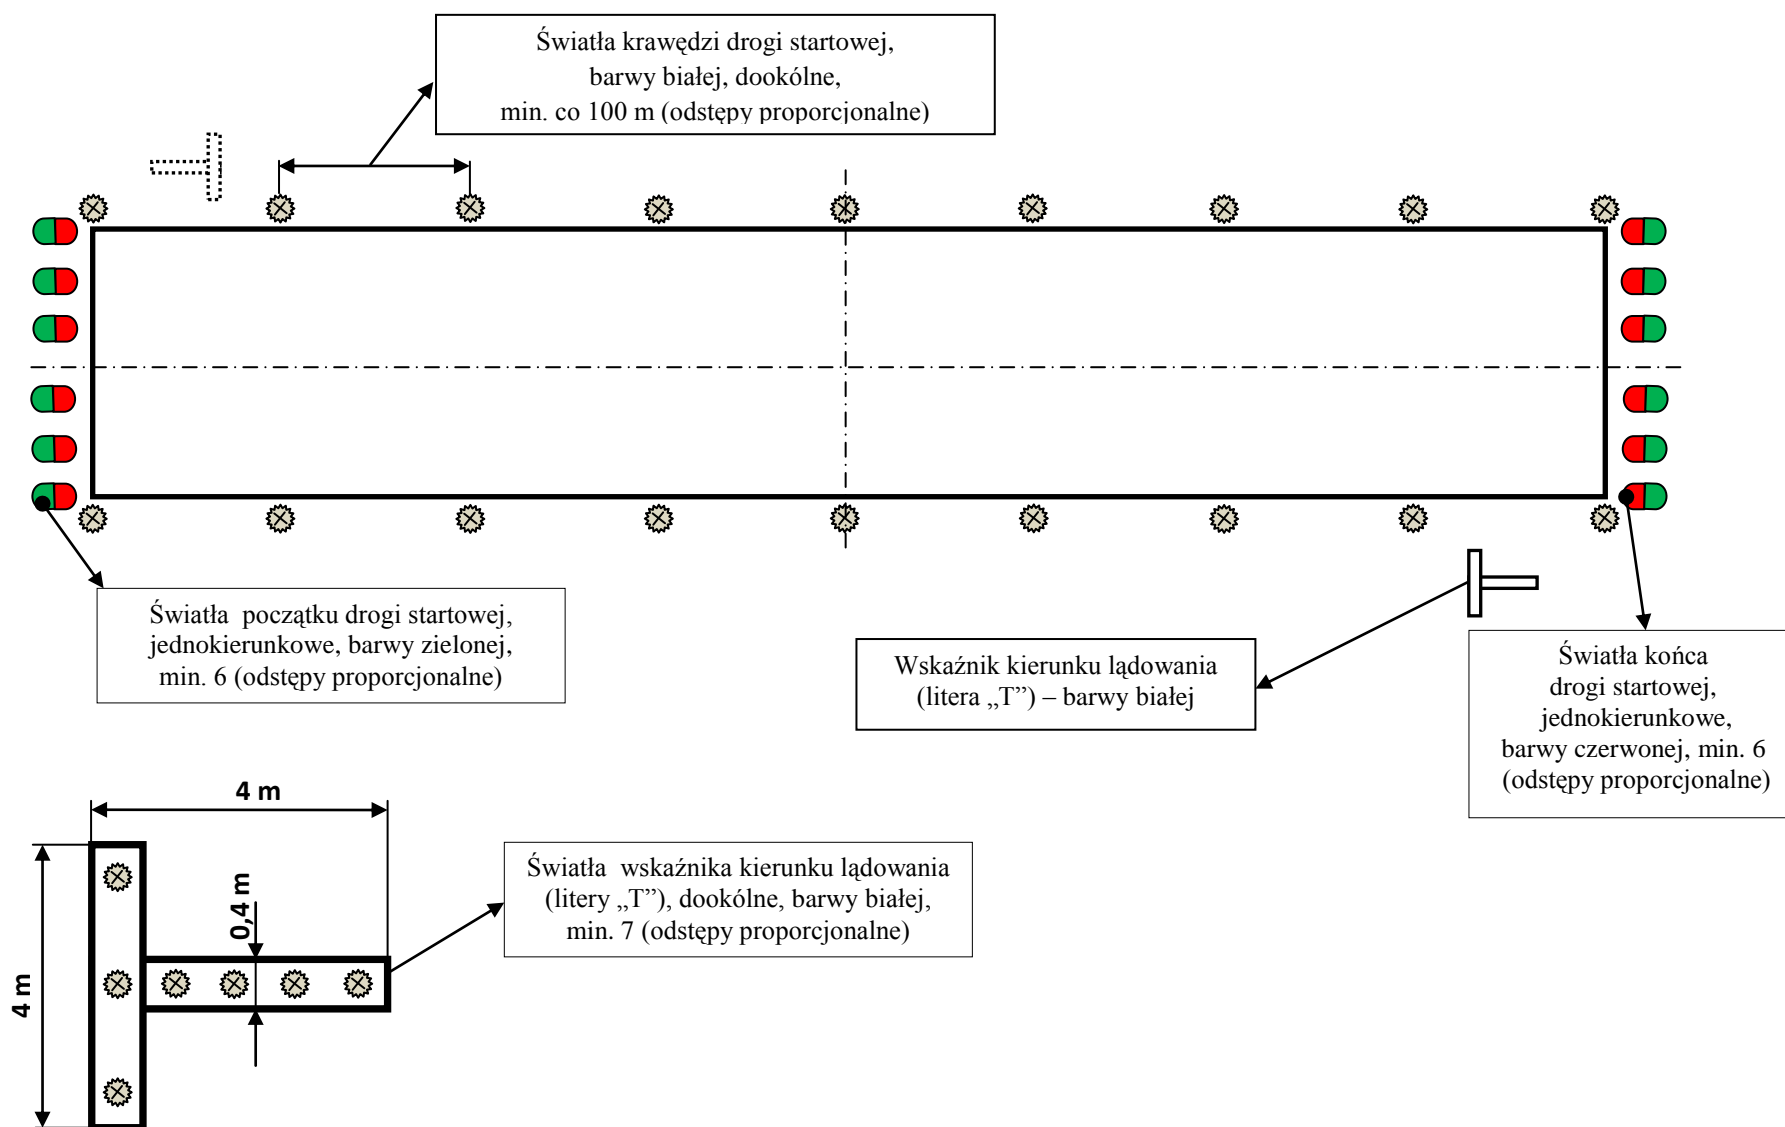 Światła krawędzi drogi startowej,
barwy białej, dookólne,
min. co 100 m (odstępy proporcjonalne)
Światła początku drogi startowej,
jednokierunkowe, barwy zielonej,
min. 6 (odstępy proporcjonalne)
Wskaźnik kierunku lądowania
(litera „T”) – barwy białej
Światła końca
drogi startowej,
jednokierunkowe,
barwy czerwonej, min. 6
(odstępy proporcjonalne)
4 m
Światła wskaźnika kierunku lądowania
(litery „T”), dookólne, barwy białej,
min. 7 (odstępy proporcjonalne)
0,4 m
4 m